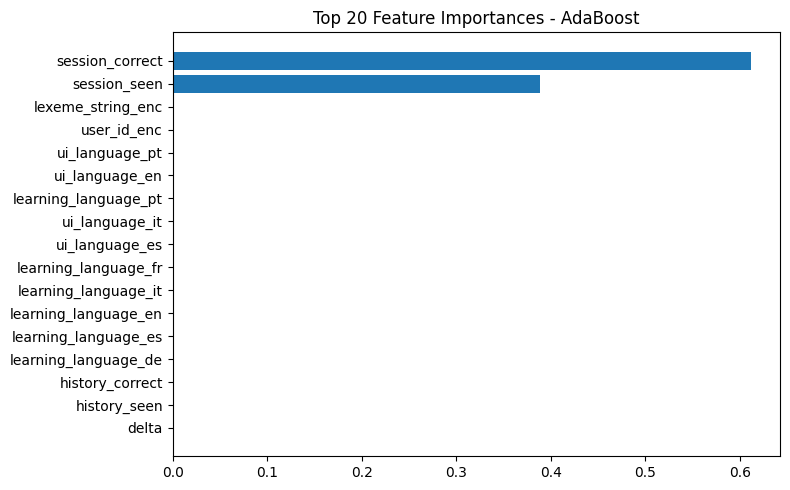 Top 20 Feature Importances - AdaBoost
session_correct
session_seen
lexeme_string_enc
user_id_enc
ui_language_pt
ui_language_en
learning_language_pt
ui_language_it
ui_language_es
learning_language_fr
learning_language_it
learning_language_en
learning_language_es
learning_language_de
history_correct
history_seen
delta
0.0 0.1 0.2 0.3 0.4 0.5 0.6